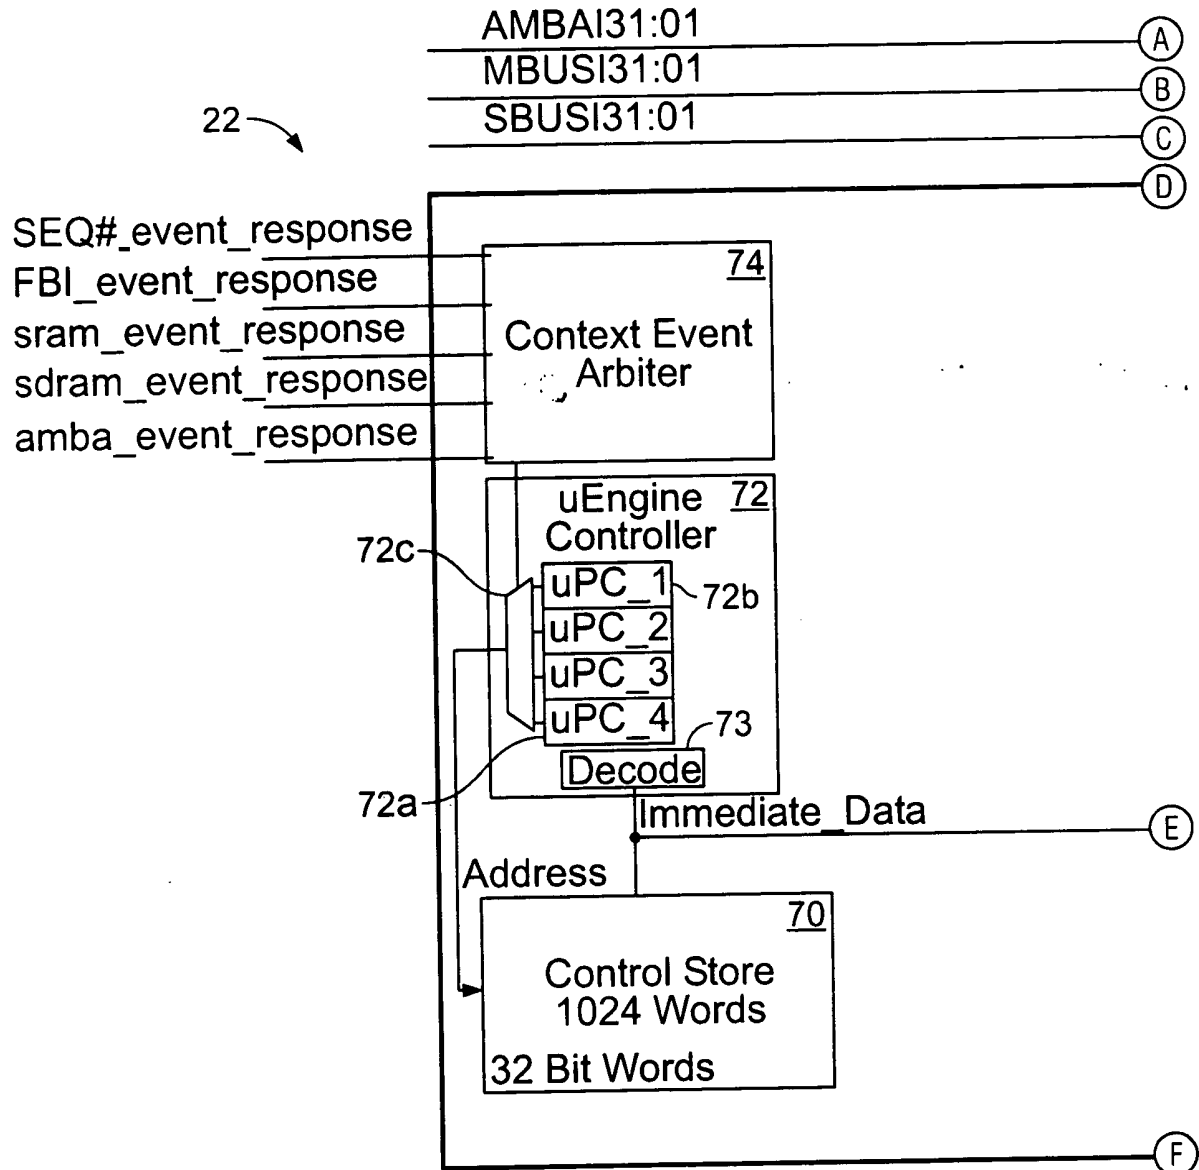 AMBAI31:01
A
MBUSI31:01
B
SBUSI31:01
22
C
D
SEQ#_event_response
74
FBI_event_response
sram_event_response
Context Event
Arbiter
sdram_event_response
amba_event_response
uEngine
72
Controller
72c
uPC_1
72b
uPC_2
uPC_3
uPC_4
73
Decode
72a
Immediate_Data
E
Address
70
Control Store
1024 Words
32 Bit Words
F